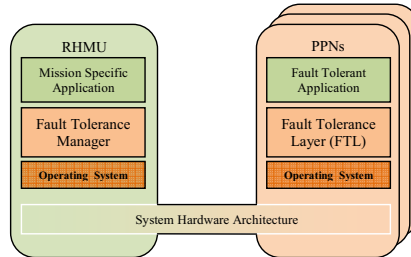 RHMU
Mission Specific
Application
Fault Tolerance
Manager
Operating System
PPNs
Fault Tolerant
Application
Fault Tolerance
Layer (FTL)
Operating System
System Hardware Architecture